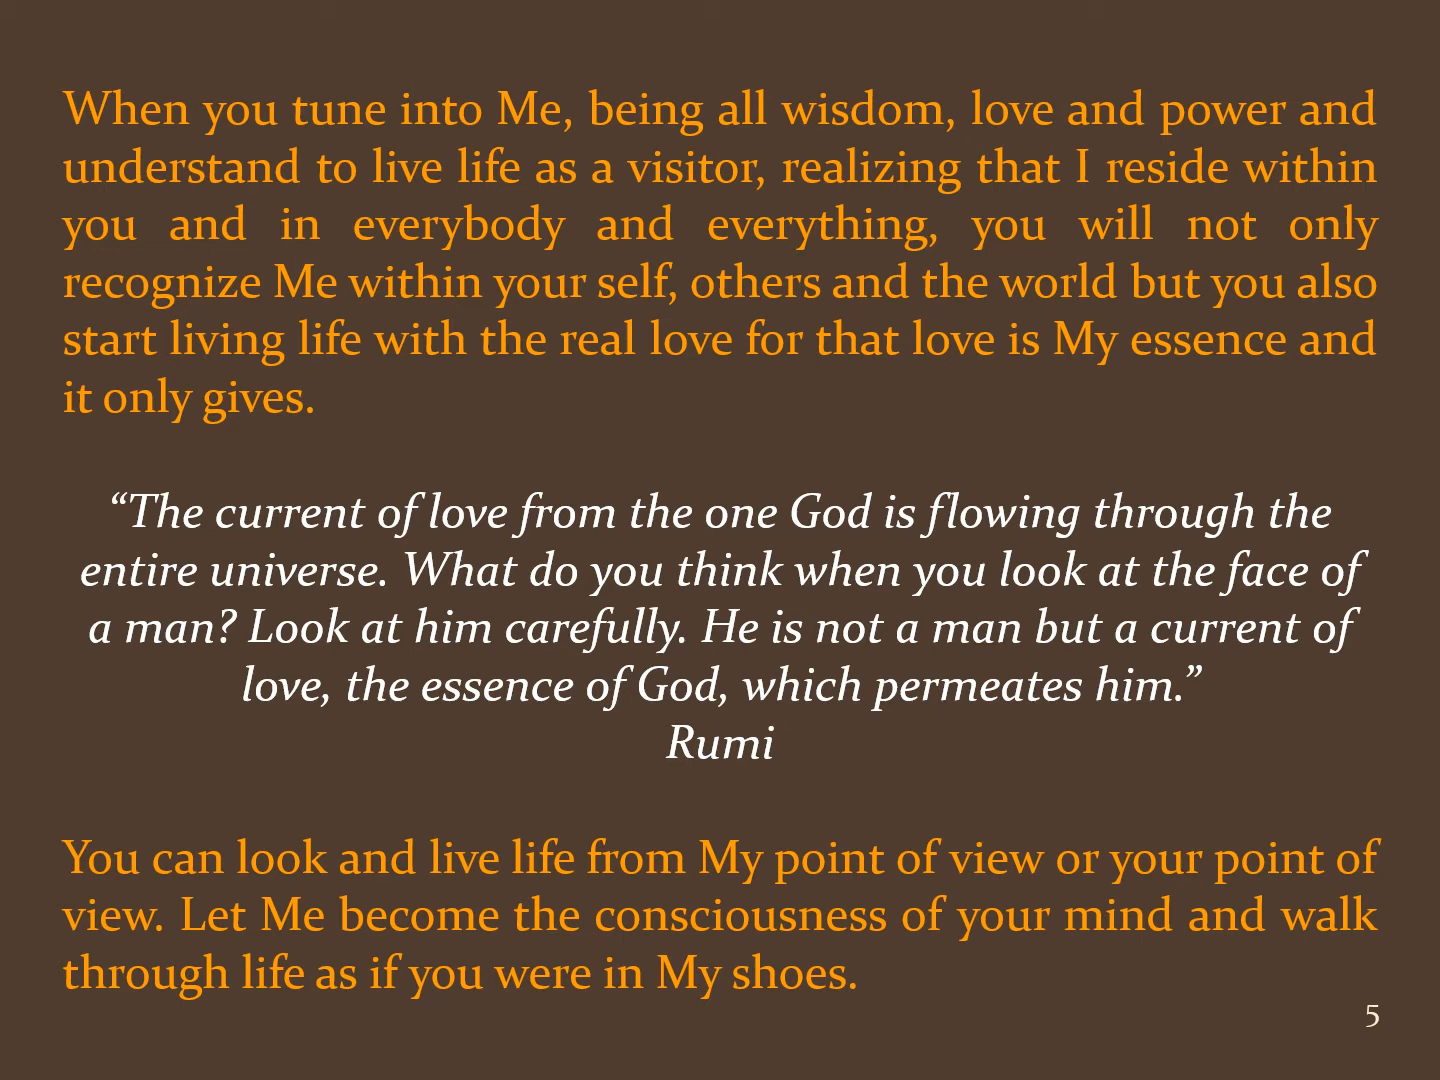 When you tune into Me, being all wisdom, love and power and
understand to live life as a visitor, realizing that I reside within
you and in everybody and everything, you will not only
recognize Me within your self, others and the world but you also
start living life with the real love for that love is My essence and
it only gives.
“The current of love from the one God is flowing through the
entire universe. What do you think when you look at the face of
a man? Look at him carefully. He is not a man but a current of
love, the essence of God, which permeates him.”
Rumi
You can look and live life from My point of view or your point of
view. Let Me become the consciousness of your mind and walk
through life as if you were in My shoes.
5